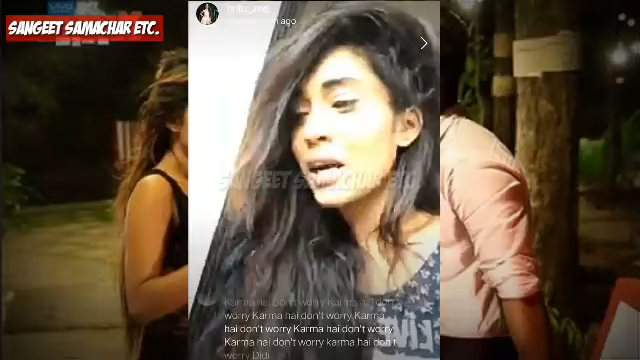 SANGEET SAMACHAR ETC.
ago
SANGEET SAMACHAR ETC.
Karma hai Don't worry Karma hai don't
worry Karma hai don't worry Karma
hai don't worry Karma hai don't worry
Karma hai don't worry karma hai don't
worry Didi